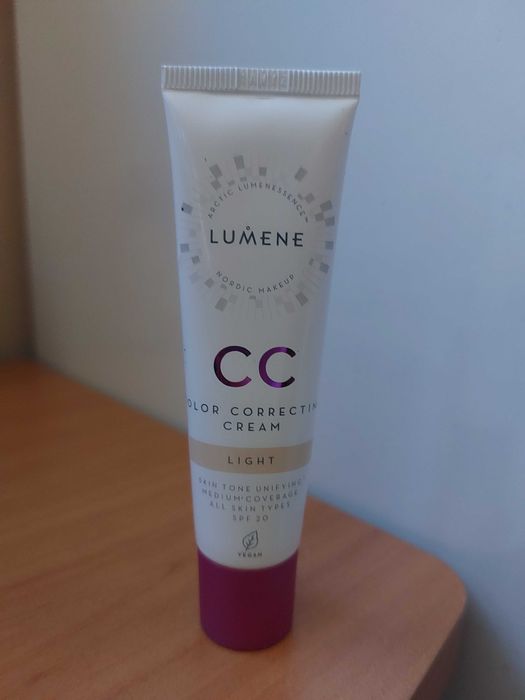 ARCTIC LUMENESSENCE™
LUMENE
NORDIC MAKEUP
CC
OLOR CORRECTIN
CREAM
LIGHT
SKIN TONE UNIFYING
MEDIUM COVERAGE
ALL SKIN TYPES
SPF 20
VEGAN